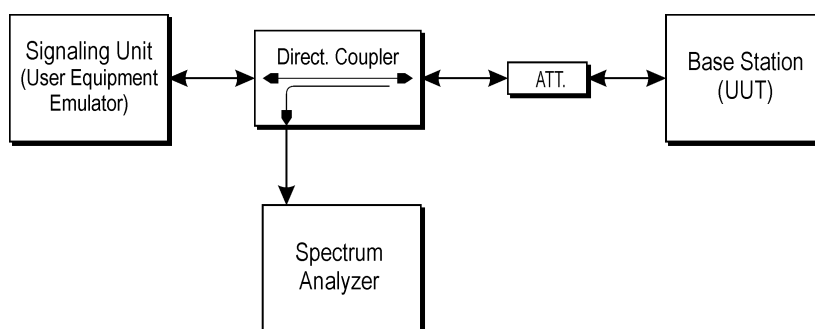 Signaling Unit
(User Equipment
Emulator)
Direct. Coupler
ATT.
Base Station
(UUT)
Spectrum
Analyzer